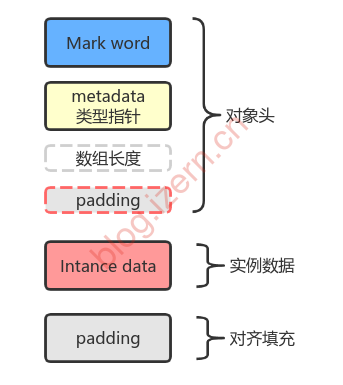 Mark word
metadata
类型指针
数组长度
padding
对象头
Intance data
实例数据
padding
对齐填充
blog.izern.cn